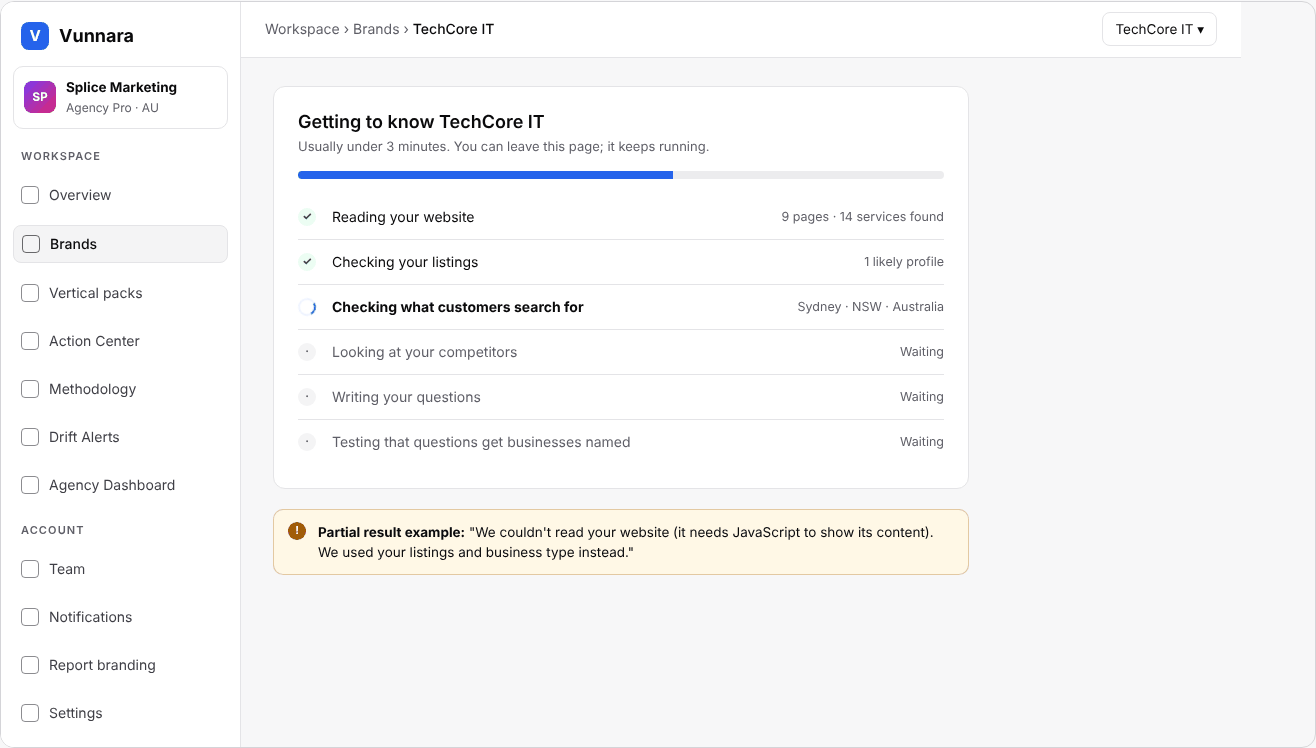 V Vunnara
SP Splice Marketing
Agency Pro · AU
WORKSPACE
Overview
Brands
Vertical packs
Action Center
Methodology
Drift Alerts
Agency Dashboard
ACCOUNT
Team
Notifications
Report branding
Settings
Workspace › Brands › TechCore IT
TechCore IT ▾
Getting to know TechCore IT
Usually under 3 minutes. You can leave this page; it keeps running.
Reading your website 9 pages · 14 services found
Checking your listings 1 likely profile
Checking what customers search for Sydney · NSW · Australia
Looking at your competitors Waiting
Writing your questions Waiting
Testing that questions get businesses named Waiting
! Partial result example: "We couldn't read your website (it needs JavaScript to show its content).
We used your listings and business type instead."